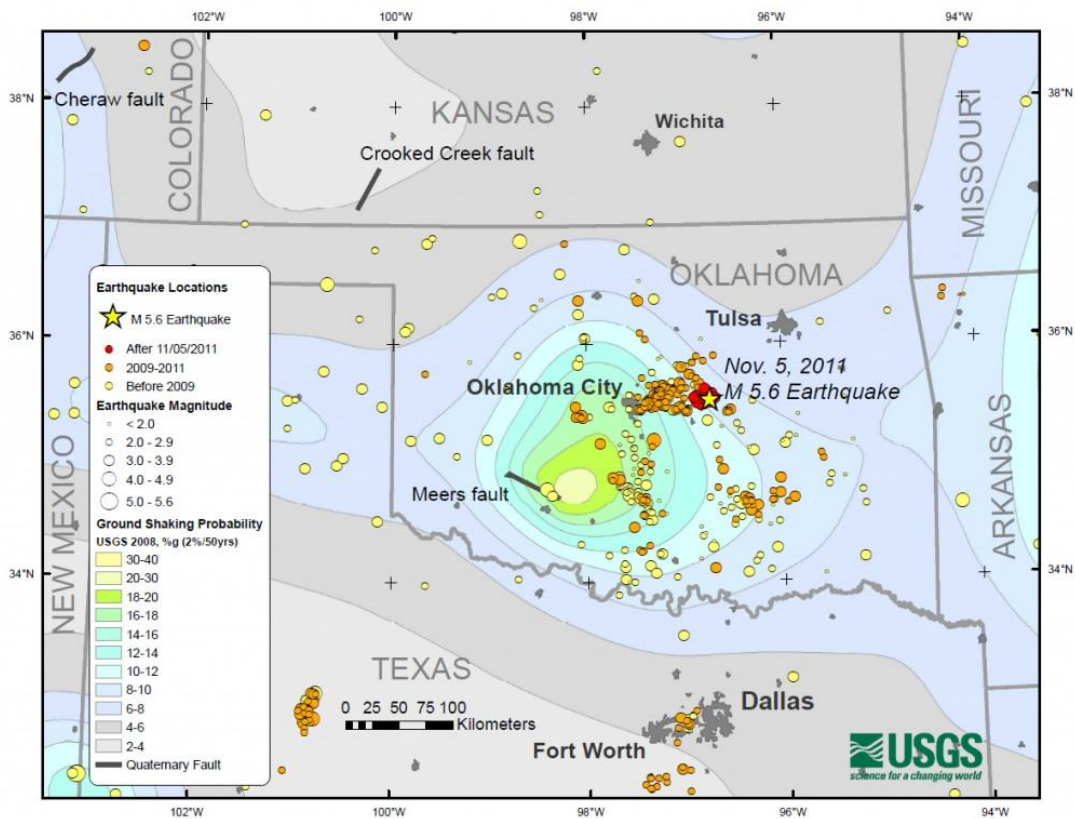 102°W 100°W 98°W 96°W 94°W
38°N 38°N
COLORADO
KANSAS
MISSOURI
Cheraw fault
Wichita
Crooked Creek fault
OKLAHOMA
36°N 36°N
Tulsa
Oklahoma City
Nov. 5, 2011
M 5.6 Earthquake
Meers fault
NEW MEXICO
ARKANSAS
34°N 34°N
TEXAS
Dallas
Fort Worth
0 25 50 75 100
Kilometers
Earthquake Locations
M 5.6 Earthquake
After 11/05/2011
2009-2011
Before 2009
Earthquake Magnitude
< 2.0
2.0 - 2.9
3.0 - 3.9
4.0 - 4.9
5.0 - 5.6
Ground Shaking Probability
USGS 2008, %g (2%/50yrs)
30-40
20-30
18-20
16-18
14-16
12-14
10-12
8-10
6-8
4-6
2-4
Quaternary Fault
USGS
science for a changing world
102°W 100°W 98°W 96°W 94°W